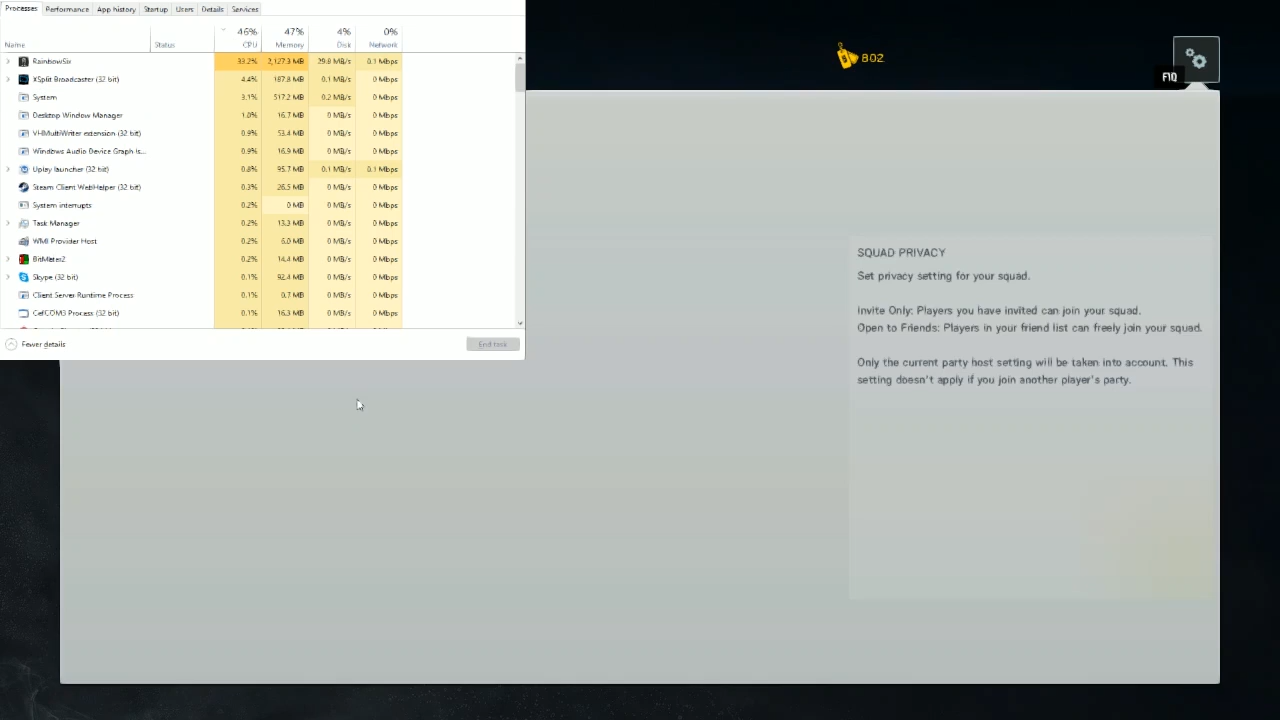 Processes Performance App history Startup Users Details Services
46% 47% 4% 0%
Name Status CPU Memory Disk Network
RainbowSix 33.2% 2,127.3 MB 29.8 MB/s 0.1 Mbps
XSplit Broadcaster (32 bit) 4.4% 187.8 MB 0.1 MB/s 0 Mbps
System 3.1% 517.2 MB 0.2 MB/s 0 Mbps
Desktop Window Manager 1.0% 16.7 MB 0 MB/s 0 Mbps
VHMultiWriter extension (32 bit) 0.9% 53.4 MB 0 MB/s 0 Mbps
Windows Audio Device Graph Is... 0.9% 16.9 MB 0 MB/s 0 Mbps
Uplay launcher (32 bit) 0.8% 95.7 MB 0.1 MB/s 0.1 Mbps
Steam Client WebHelper (32 bit) 0.3% 26.5 MB 0 MB/s 0 Mbps
System interrupts 0.2% 0 MB 0 MB/s 0 Mbps
Task Manager 0.2% 13.3 MB 0 MB/s 0 Mbps
WMI Provider Host 0.2% 6.0 MB 0 MB/s 0 Mbps
BitMeter2 0.2% 14.4 MB 0 MB/s 0 Mbps
Skype (32 bit) 0.1% 92.4 MB 0 MB/s 0 Mbps
Client Server Runtime Process 0.1% 0.7 MB 0 MB/s 0 Mbps
CefCOM3 Process (32 bit) 0.1% 16.3 MB 0 MB/s 0 Mbps
Fewer details
End task
802
F10
SQUAD PRIVACY
Set privacy setting for your squad.
Invite Only: Players you have invited can join your squad.
Open to Friends: Players in your friend list can freely join your squad.
Only the current party host setting will be taken into account. This
setting doesn't apply if you join another player's party.